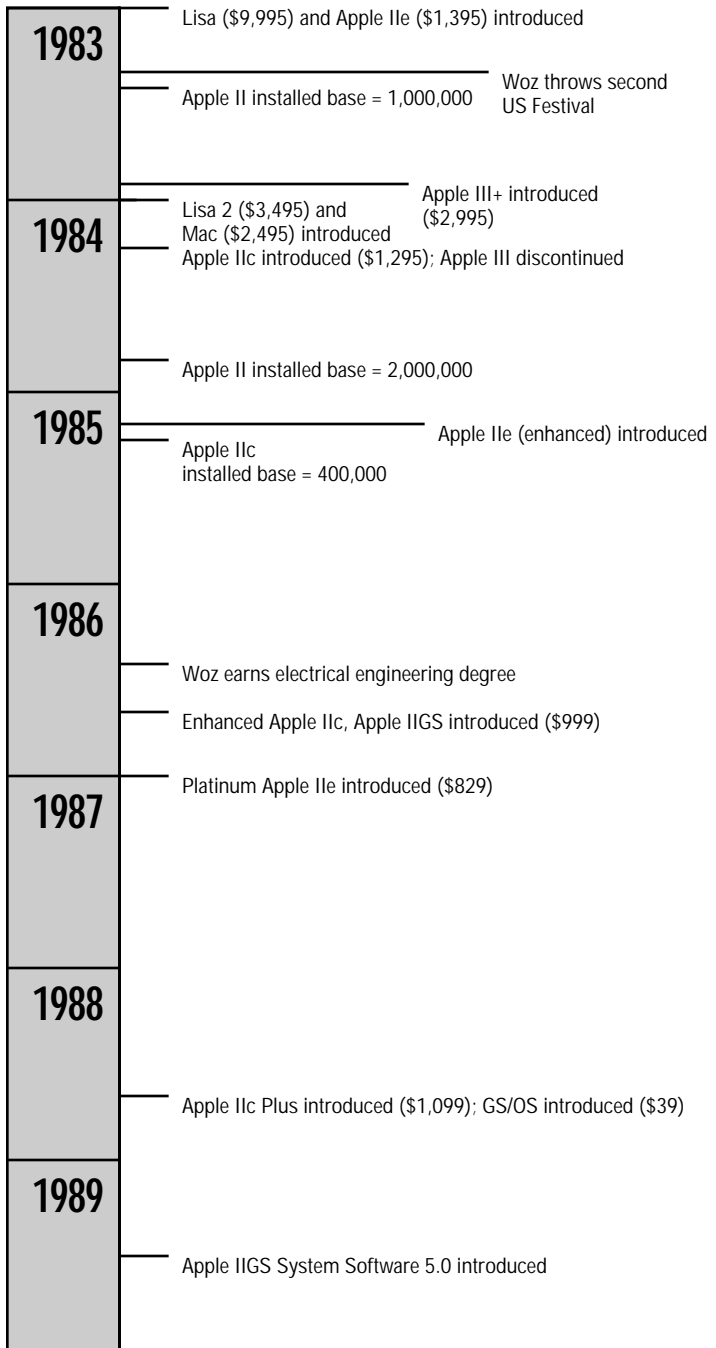 1983
Lisa ($9,995) and Apple IIe ($1,395) introduced
Woz throws second
US Festival
Apple II installed base = 1,000,000
Apple III+ introduced
($2,995)
1984
Lisa 2 ($3,495) and
Mac ($2,495) introduced
Apple IIc introduced ($1,295); Apple III discontinued
Apple II installed base = 2,000,000
1985
Apple IIe (enhanced) introduced
Apple IIc
installed base = 400,000
1986
Woz earns electrical engineering degree
Enhanced Apple IIc, Apple IIGS introduced ($999)
Platinum Apple IIe introduced ($829)
1987
1988
Apple IIc Plus introduced ($1,099); GS/OS introduced ($39)
1989
Apple IIGS System Software 5.0 introduced